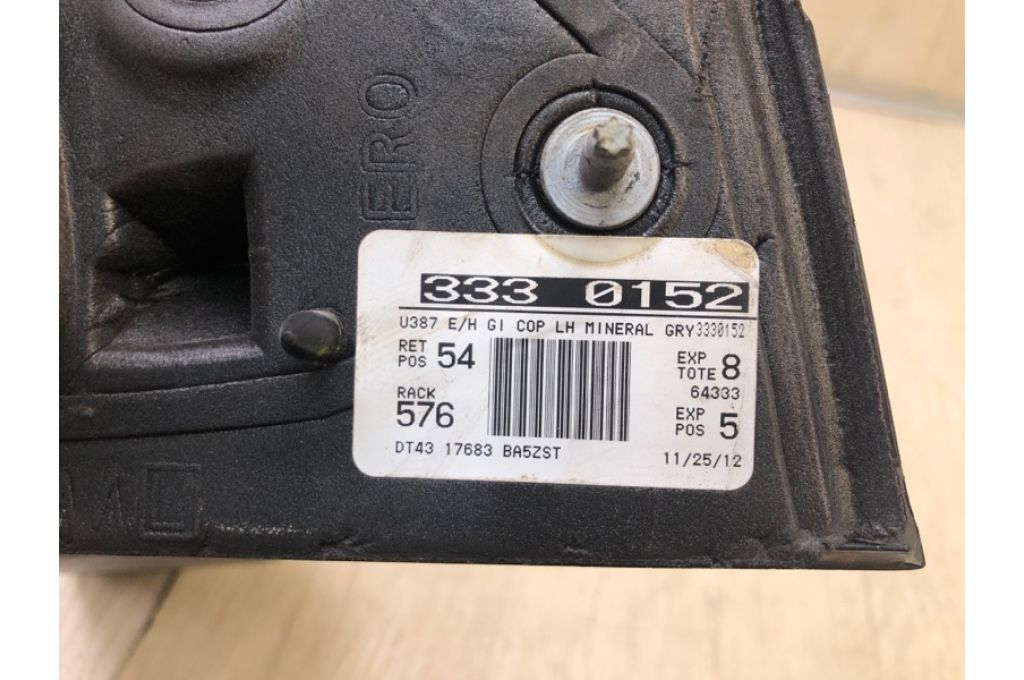 ERO
333 0152
U387 E/H GI COP LH MINERAL GRY3330152
RET POS 54
EXP TOTE 8
64333
RACK 576
EXP POS 5
DT43 17683 BA5ZST
11/25/12